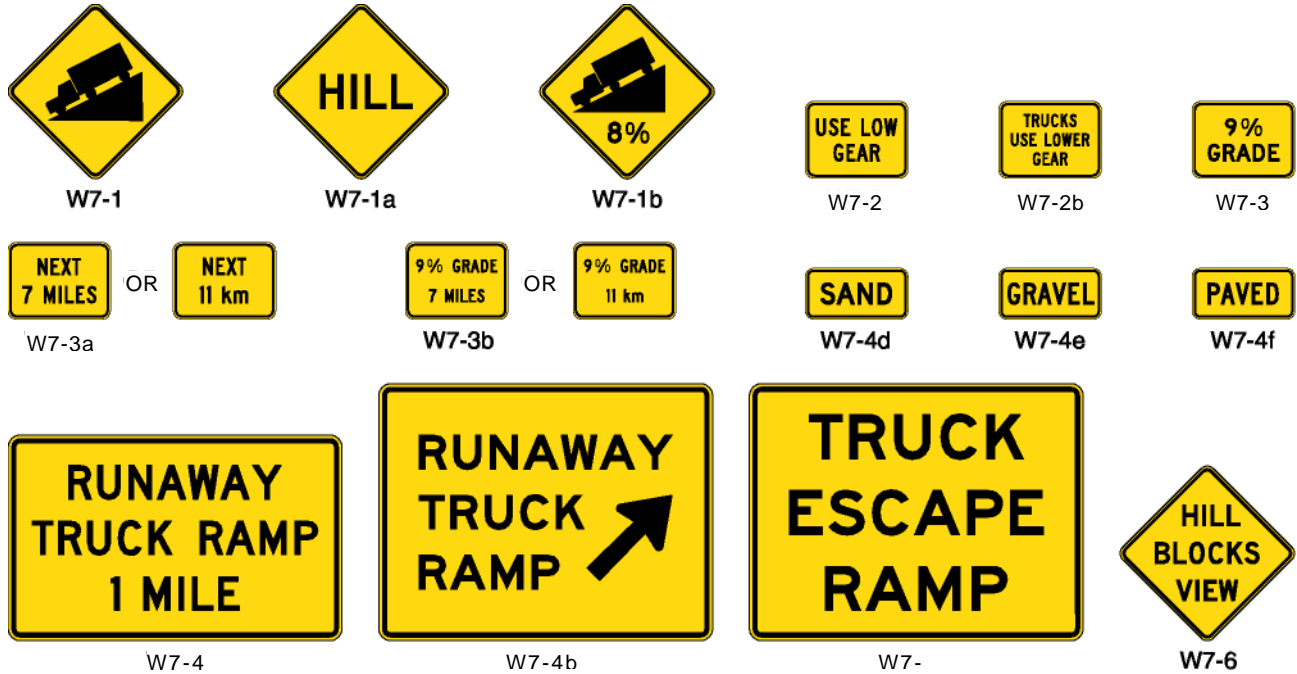 HILL
8%
USE LOW
GEAR
TRUCKS
USE LOWER
GEAR
9%
GRADE
W7-1
W7-1a
W7-1b
W7-2
W7-2b
W7-3
NEXT
7 MILES
OR
NEXT
11 km
9% GRADE
7 MILES
OR
9% GRADE
11 km
SAND
GRAVEL
PAVED
W7-3a
W7-3b
W7-4d
W7-4e
W7-4f
RUNAWAY
TRUCK RAMP
1 MILE
RUNAWAY
TRUCK
RAMP
TRUCK
ESCAPE
RAMP
HILL
BLOCKS
VIEW
W7-4
W7-4b
W7-
W7-6